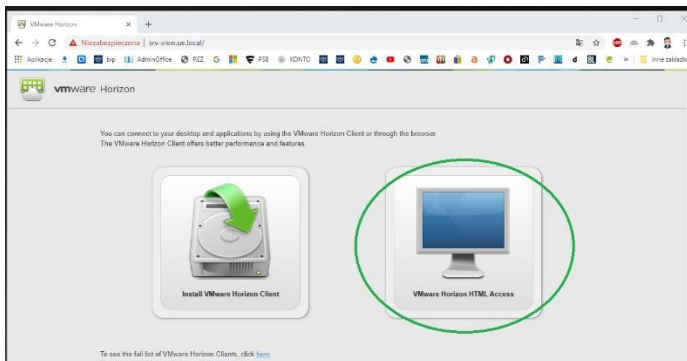 VMware Horizon
Niezabezpieczona | srv-view.ue.local/
Aplikacje bip AdminOffice REZ PSB KONTO Inne zakładki
vmware Horizon
You can connect to your desktop and applications by using the VMware Horizon Client or through the browser.
The VMware Horizon Client offers better performance and features.
Install VMware Horizon Client
VMware Horizon HTML Access
To see the full list of VMware Horizon Clients, click here.